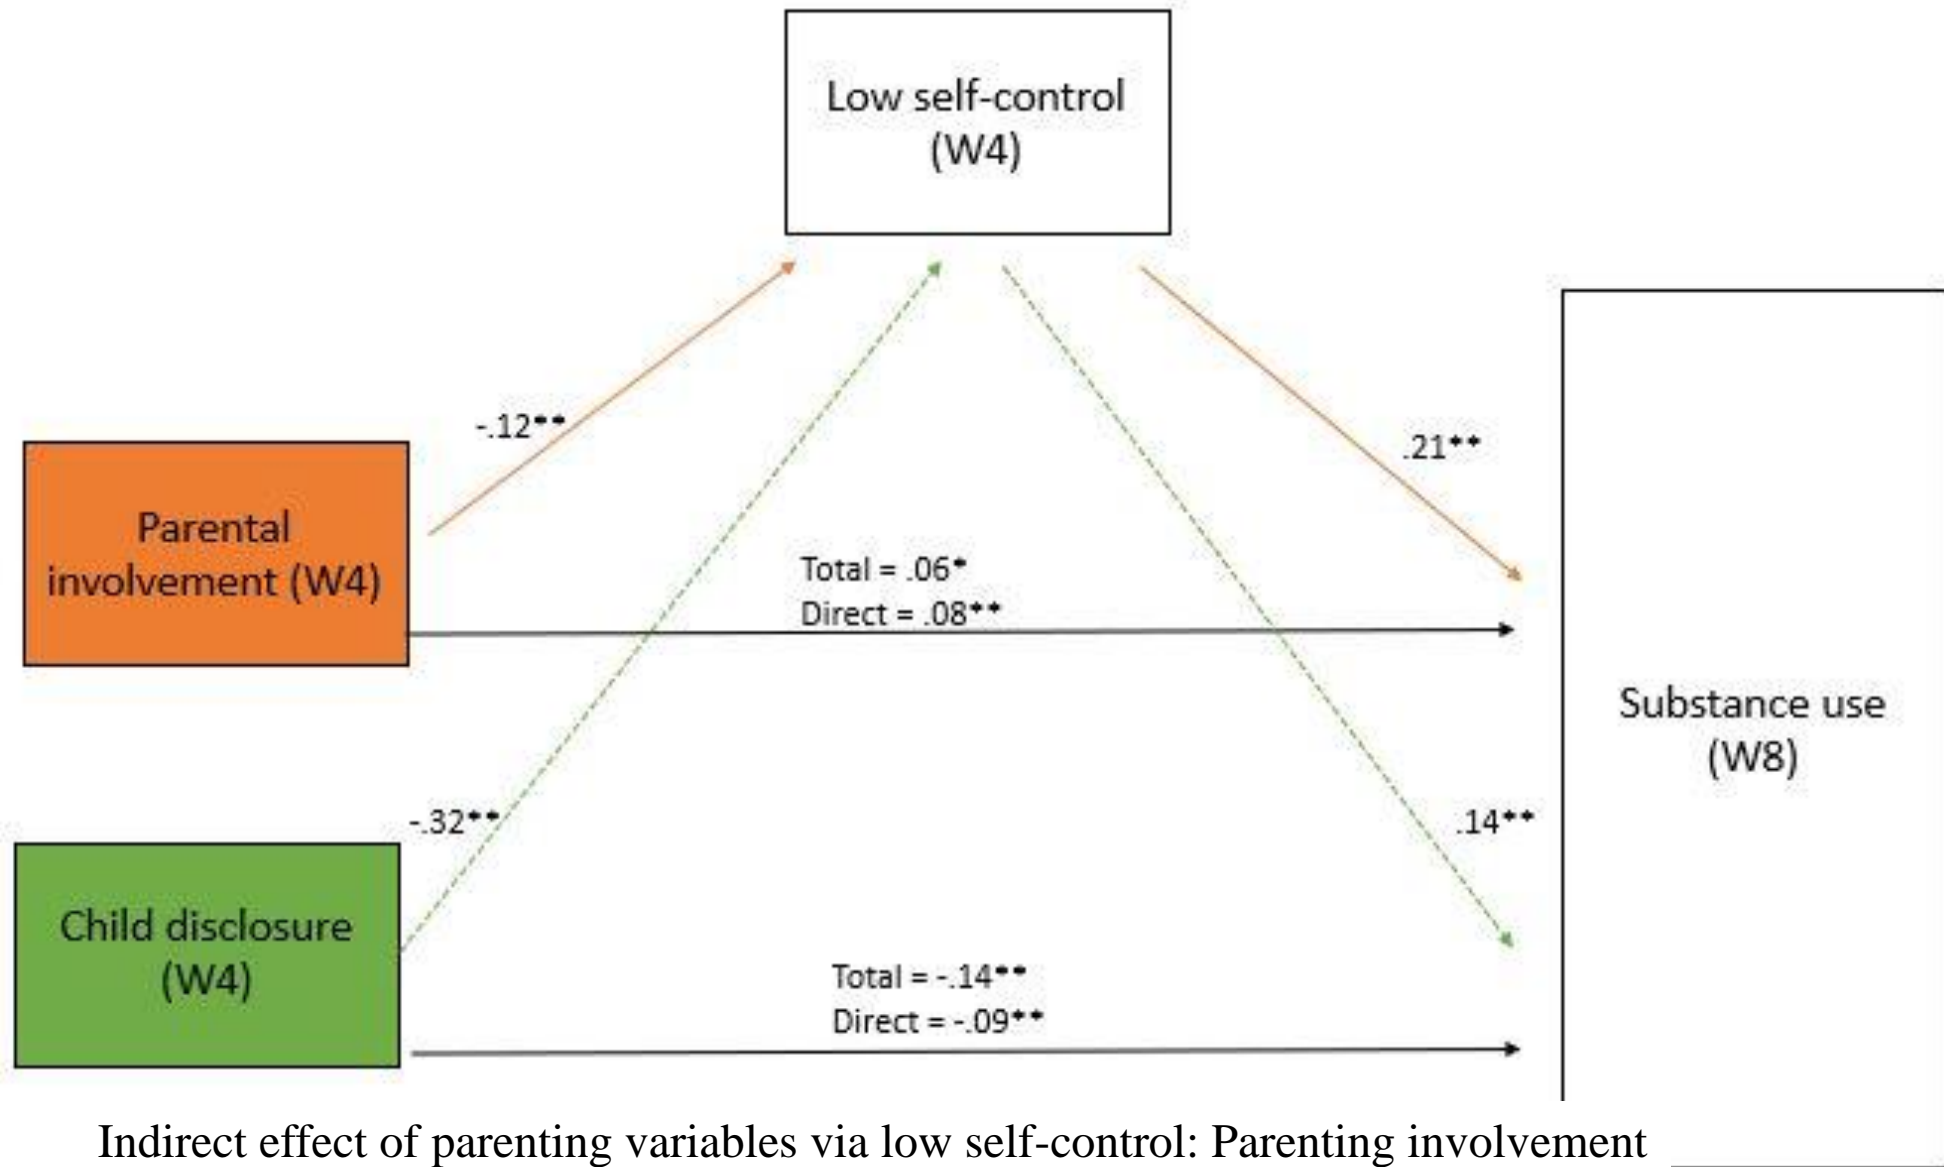 Low self-control
(W4)
-.12**
.21**
Parental
involvement (W4)
Total = .06*
Direct = .08**
Substance use
(W8)
-.32**
.14**
Child disclosure
(W4)
Total = -.14**
Direct = -.09**
Indirect effect of parenting variables via low self-control: Parenting involvement